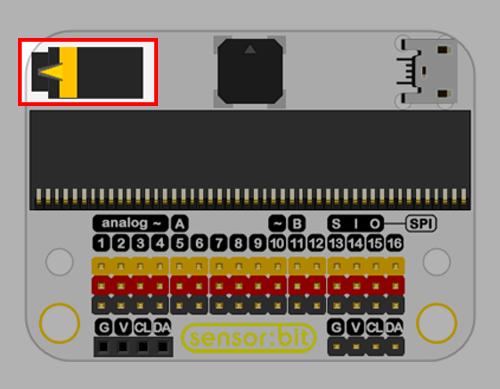 analog ~ A ~ B S I O SPI
1 2 3 4 5 6 7 8 9 10 11 12 13 14 15 16
G V CL DA sensor:bit G V CL DA